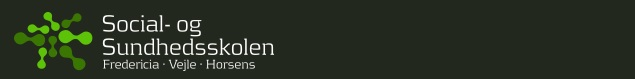 Social- og
Sundhedsskolen
Fredericia · Vejle · Horsens